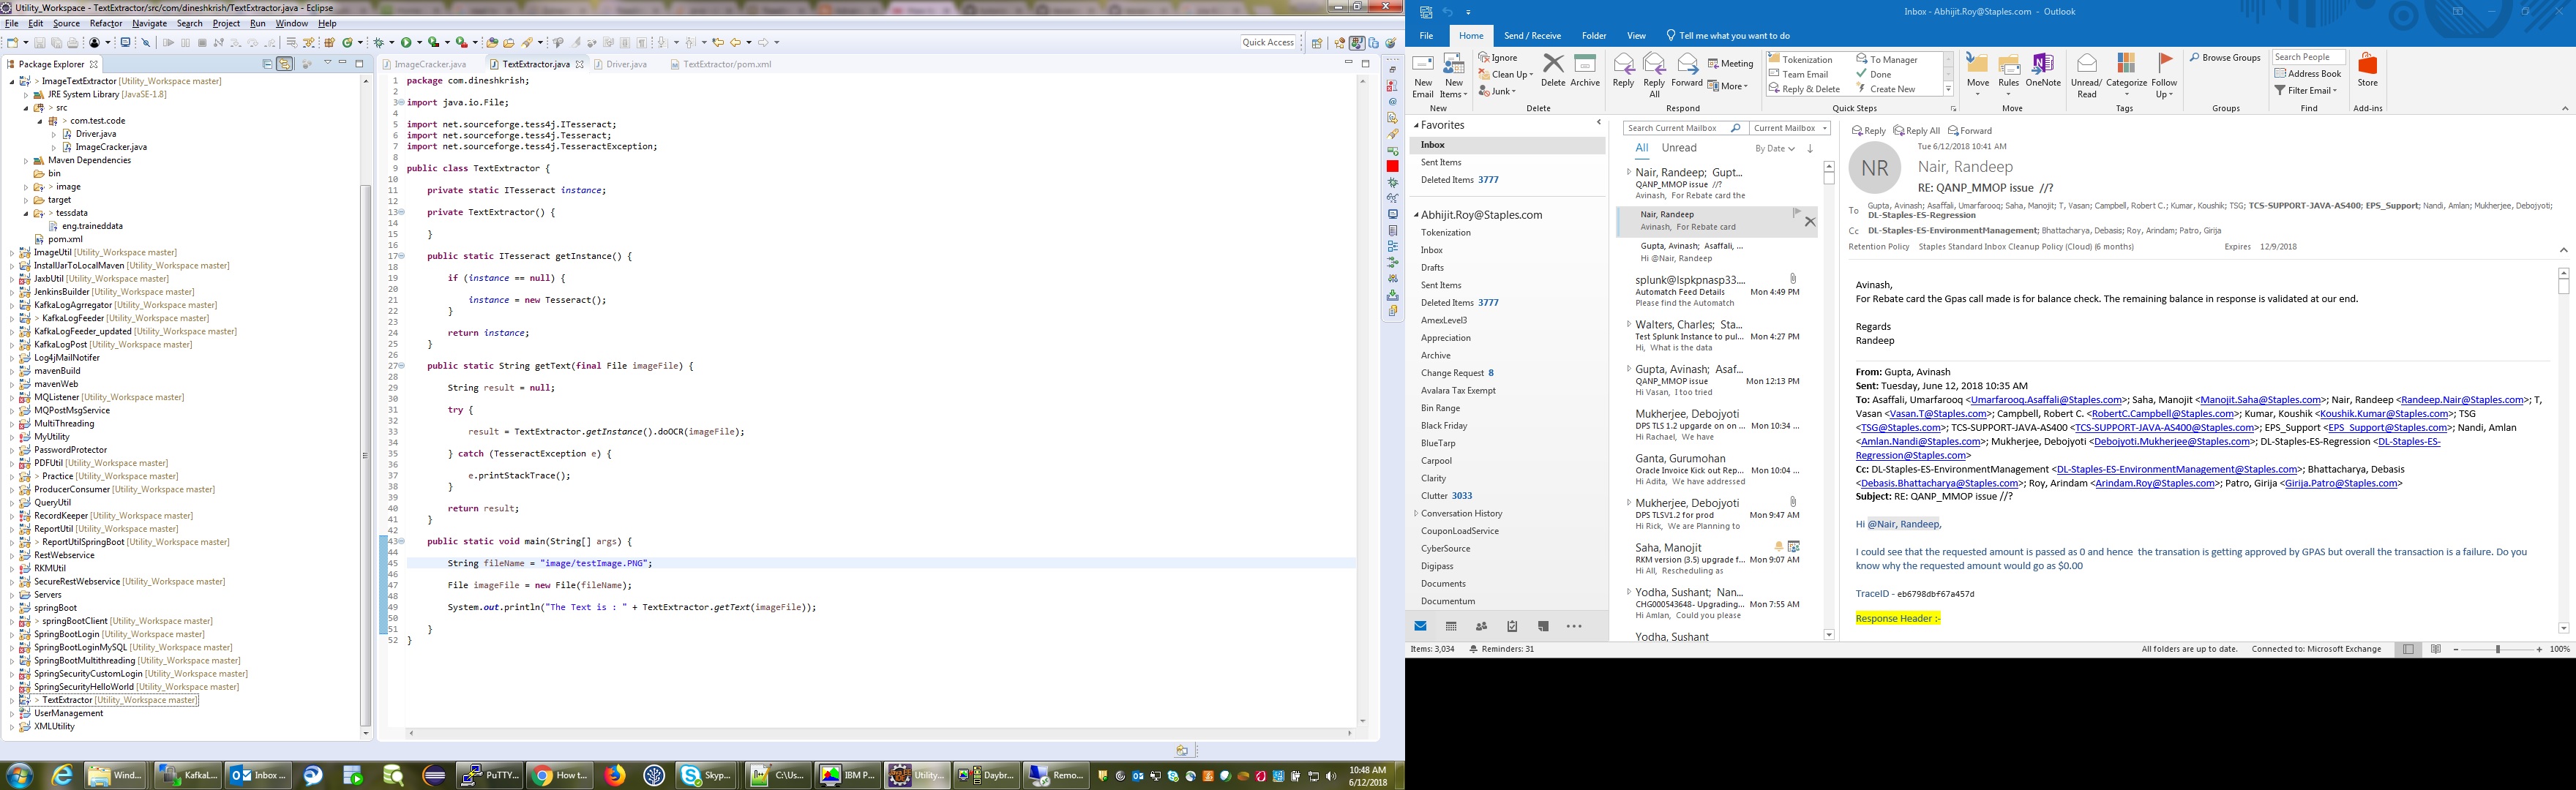 Utility_Workspace - TextExtractor/src/com/dineshkrish/TextExtractor.java - Eclipse
File Edit Source Refactor Navigate Search Project Run Window Help
Quick Access
Package Explorer
ImageTextExtractor [Utility_Workspace master]
JRE System Library [JavaSE-1.8]
> src
> com.test.code
Driver.java
ImageCracker.java
Maven Dependencies
bin
> image
target
> tessdata
eng.traineddata
pom.xml
ImageUtil [Utility_Workspace master]
InstallJarToLocalMaven [Utility_Workspace master]
JaxbUtil [Utility_Workspace master]
JenkinsBuilder [Utility_Workspace master]
KafkaLogAgrregator [Utility_Workspace master]
> KafkaLogFeeder [Utility_Workspace master]
KafkaLogFeeder_updated [Utility_Workspace master]
KafkaLogPost [Utility_Workspace master]
Log4jMailNotifer
mavenBuild
mavenWeb
MQListener [Utility_Workspace master]
MQPostMsgService
MultiThreading
MyUtility
PasswordProtector
PDFUtil [Utility_Workspace master]
> Practice [Utility_Workspace master]
ProducerConsumer [Utility_Workspace master]
QueryUtil
RecordKeeper [Utility_Workspace master]
ReportUtil [Utility_Workspace master]
> ReportUtilSpringBoot [Utility_Workspace master]
RestWebservice
RKMUtil
SecureRestWebservice [Utility_Workspace master]
Servers
springBoot
> springBootClient [Utility_Workspace master]
SpringBootLogin [Utility_Workspace master]
SpringBootLoginMySQL [Utility_Workspace master]
SpringBootMultithreading [Utility_Workspace master]
SpringSecurityCustomLogin [Utility_Workspace master]
SpringSecurityHelloWorld [Utility_Workspace master]
> TextExtractor [Utility_Workspace master]
UserManagement
XMLUtility
ImageCracker.java TextExtractor.java Driver.java TextExtractor/pom.xml
1 package com.dineshkrish;
2
3 import java.io.File;
4
5 import net.sourceforge.tess4j.ITesseract;
6 import net.sourceforge.tess4j.Tesseract;
7 import net.sourceforge.tess4j.TesseractException;
8
9 public class TextExtractor {
10
11 private static ITesseract instance;
12
13 private TextExtractor() {
14
15 }
16
17 public static ITesseract getInstance() {
18
19 if (instance == null) {
20
21 instance = new Tesseract();
22 }
23
24 return instance;
25 }
26
27 public static String getText(final File imageFile) {
28
29 String result = null;
30
31 try {
32
33 result = TextExtractor.getInstance().doOCR(imageFile);
34
35 } catch (TesseractException e) {
36
37 e.printStackTrace();
38 }
39
40 return result;
41 }
42
43 public static void main(String[] args) {
44
45 String fileName = "image/testImage.PNG";
46
47 File imageFile = new File(fileName);
48
49 System.out.println("The Text is : " + TextExtractor.getText(imageFile));
50
51 }
52 }
Wind... KafkaL... Inbox ... PuTTY... How t... Skyp... C:\Us... IBM P... Utility... Daybr... Remo...
10:48 AM
6/12/2018
Inbox - Abhijit.Roy@Staples.com - Outlook
File Home Send / Receive Folder View Tell me what you want to do
New Email New Items
New
Ignore
Clean Up
Junk
Delete Archive
Delete
Reply Reply All Forward
Meeting
More
Respond
Tokenization To Manager
Team Email Done
Reply & Delete Create New
Quick Steps
Move Rules OneNote
Move
Unread/ Read Categorize Follow Up
Tags
Browse Groups
Groups
Search People
Address Book
Filter Email
Find
Store
Add-ins
Favorites
Inbox
Sent Items
Deleted Items 3777
Abhijit.Roy@Staples.com
Tokenization
Inbox
Drafts
Sent Items
Deleted Items 3777
AmexLevel3
Appreciation
Archive
Change Request 8
Avalara Tax Exempt
Bin Range
Black Friday
BlueTarp
Carpool
Clarity
Clutter 3033
Conversation History
CouponLoadService
CyberSource
Digipass
Documents
Documentum
Search Current Mailbox Current Mailbox
All Unread By Date
Nair, Randeep; Gupt...
QANP_MMOP issue //?
Avinash, For Rebate card the
Nair, Randeep
Avinash, For Rebate card
Gupta, Avinash; Asaffali, ...
Hi @Nair, Randeep
splunk@lspkpnasp33....
Automatch Feed Details Mon 4:49 PM
Please find the Automatch
Walters, Charles; Sta...
Test Splunk Instance to pul... Mon 4:27 PM
Hi, What is the data
Gupta, Avinash; Asaf...
QANP_MMOP issue Mon 12:13 PM
Hi Vasan, I too tried
Mukherjee, Debojyoti
DPS TLS 1.2 upgarde on on ... Mon 10:34 ...
Hi Rachael, We have
Ganta, Gurumohan
Oracle Invoice Kick out Rep... Mon 10:04 ...
Hi Adita, We have addressed
Mukherjee, Debojyoti
DPS TLSV1.2 for prod Mon 9:47 AM
Hi Rick, We are Planning to
Saha, Manojit
RKM version (3.5) upgrade f... Mon 9:07 AM
Hi All, Rescheduling as
Yodha, Sushant; Nan...
CHG000543648- Upgrading... Mon 7:55 AM
Hi Amlan, Could you please
Yodha, Sushant
Reply Reply All Forward
Tue 6/12/2018 10:41 AM
NR
Nair, Randeep
RE: QANP_MMOP issue //?
To Gupta, Avinash; Asaffali, Umarfarooq; Saha, Manojit; T, Vasan; Campbell, Robert C.; Kumar, Koushik; TSG; TCS-SUPPORT-JAVA-AS400; EPS_Support; Nandi, Amlan; Mukherjee, Debojyoti;
DL-Staples-ES-Regression
Cc DL-Staples-ES-EnvironmentManagement; Bhattacharya, Debasis; Roy, Arindam; Patro, Girija
Retention Policy Staples Standard Inbox Cleanup Policy (Cloud) (6 months) Expires 12/9/2018
Avinash,
For Rebate card the Gpas call made is for balance check. The remaining balance in response is validated at our end.
Regards
Randeep
From: Gupta, Avinash
Sent: Tuesday, June 12, 2018 10:35 AM
To: Asaffali, Umarfarooq <Umarfarooq.Asaffali@Staples.com>; Saha, Manojit <Manojit.Saha@Staples.com>; Nair, Randeep <Randeep.Nair@Staples.com>; T,
Vasan <Vasan.T@Staples.com>; Campbell, Robert C. <RobertC.Campbell@Staples.com>; Kumar, Koushik <Koushik.Kumar@Staples.com>; TSG
<TSG@Staples.com>; TCS-SUPPORT-JAVA-AS400 <TCS-SUPPORT-JAVA-AS400@Staples.com>; EPS_Support <EPS_Support@Staples.com>; Nandi, Amlan
<Amlan.Nandi@Staples.com>; Mukherjee, Debojyoti <Debojyoti.Mukherjee@Staples.com>; DL-Staples-ES-Regression <DL-Staples-ES-
Regression@Staples.com>
Cc: DL-Staples-ES-EnvironmentManagement <DL-Staples-ES-EnvironmentManagement@Staples.com>; Bhattacharya, Debasis
<Debasis.Bhattacharya@Staples.com>; Roy, Arindam <Arindam.Roy@Staples.com>; Patro, Girija <Girija.Patro@Staples.com>
Subject: RE: QANP_MMOP issue //?
Hi @Nair, Randeep,
I could see that the requested amount is passed as 0 and hence the transation is getting approved by GPAS but overall the transaction is a failure. Do you
know why the requested amount would go as $0.00
TraceID - eb6798dbf67a457d
Response Header :-
Items: 3,034 Reminders: 31 All folders are up to date. Connected to: Microsoft Exchange 100%